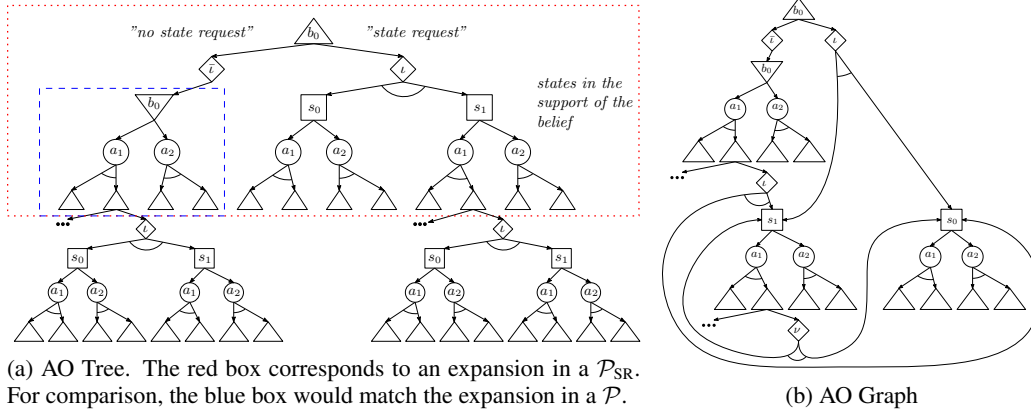 b₀
"no state request"
"state request"
ῑ
ι
b₀
s₀
s₁
states in the
support of the
belief
a₁ a₂ a₁ a₂ a₁ a₂
...
ι
...
ι
s₀ s₁ s₀ s₁
a₁ a₂ a₁ a₂ a₁ a₂ a₁ a₂
(a) AO Tree. The red box corresponds to an expansion in a 𝒫_SR.
For comparison, the blue box would match the expansion in a 𝒫.
b₀
ῑ
ι
b₀
a₁ a₂
...
ι
s₁ s₀
a₁ a₂ a₁ a₂
...
ν
(b) AO Graph